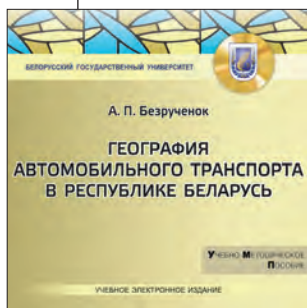 БЕЛОРУССКИЙ ГОСУДАРСТВЕННЫЙ УНИВЕРСИТЕТ
А. П. Безрученок
ГЕОГРАФИЯ
АВТОМОБИЛЬНОГО ТРАНСПОРТА
В РЕСПУБЛИКЕ БЕЛАРУСЬ
УЧЕБНО МЕТОДИЧЕСКОЕ
ПОСОБИЕ
УЧЕБНОЕ ЭЛЕКТРОННОЕ ИЗДАНИЕ